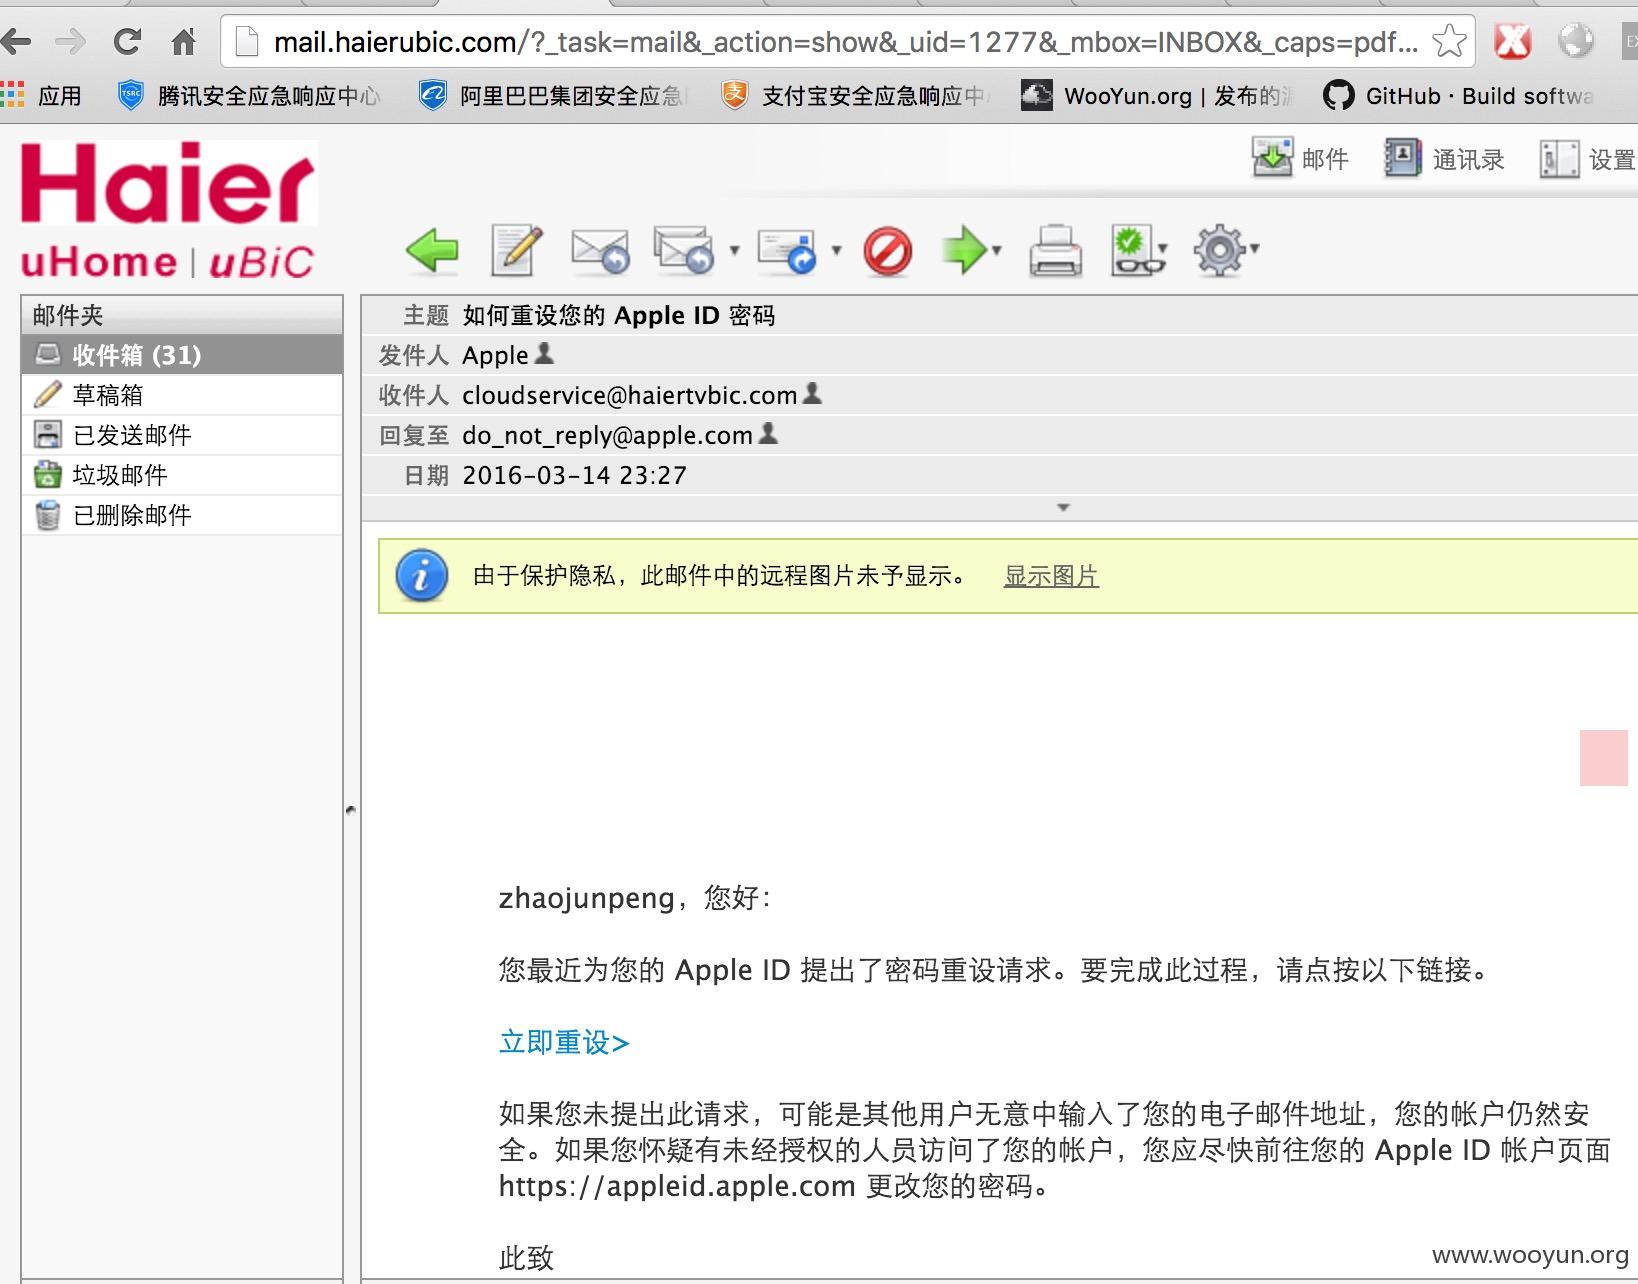 mail.haierubic.com/?_task=mail&_action=show&_uid=1277&_mbox=INBOX&_caps=pdf...
应用
腾讯安全应急响应中心
阿里巴巴集团安全应急
支付宝安全应急响应中
WooYun.org | 发布的
GitHub · Build softwa
Haier
uHome | uBiC
邮件
通讯录
设置
邮件夹
收件箱 (31)
草稿箱
已发送邮件
垃圾邮件
已删除邮件
主题 如何重设您的 Apple ID 密码
发件人 Apple
收件人 cloudservice@haiertvbic.com
回复至 do_not_reply@apple.com
日期 2016-03-14 23:27
由于保护隐私，此邮件中的远程图片未予显示。 显示图片
zhaojunpeng，您好：
您最近为您的 Apple ID 提出了密码重设请求。要完成此过程，请点按以下链接。
立即重设>
如果您未提出此请求，可能是其他用户无意中输入了您的电子邮件地址，您的帐户仍然安
全。如果您怀疑有未经授权的人员访问了您的帐户，您应尽快前往您的 Apple ID 帐户页面
https://appleid.apple.com 更改您的密码。
此致
www.wooyun.org